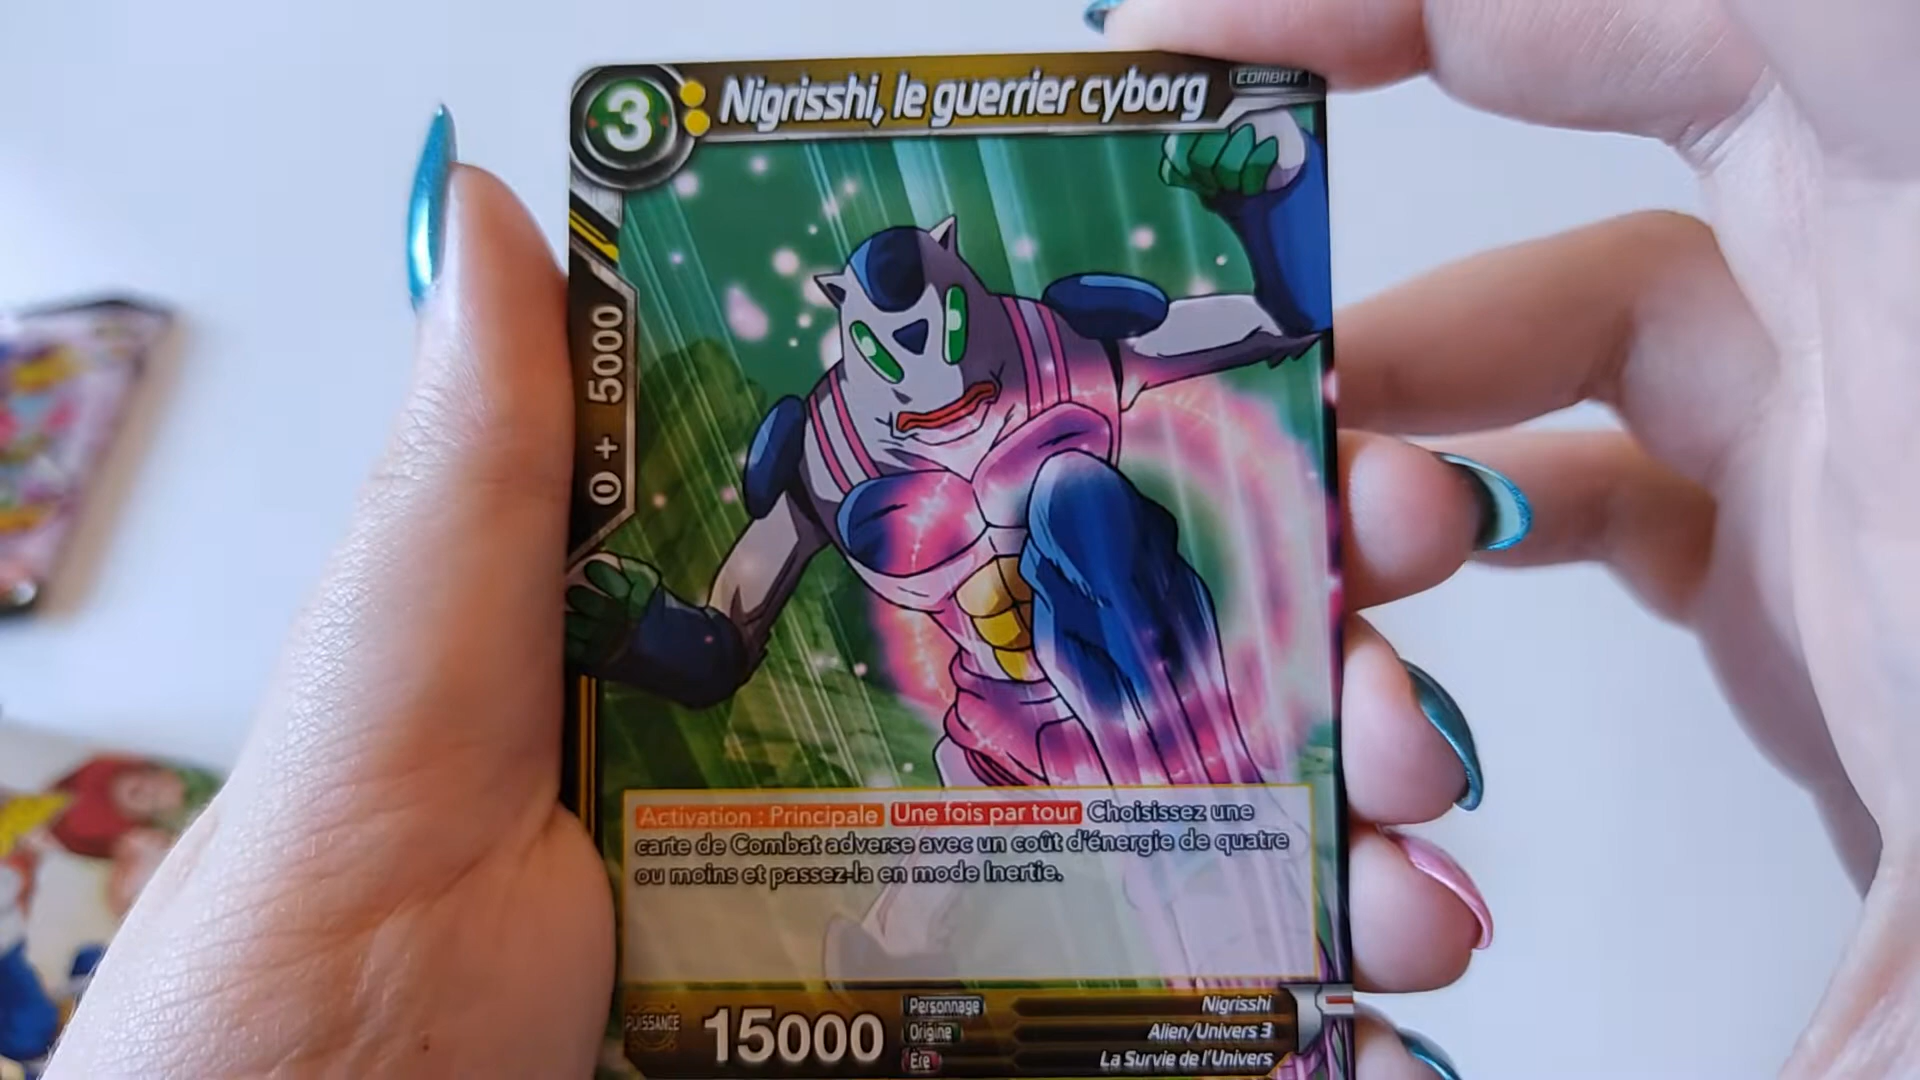 3
Nigrisshi, le guerrier cyborg
COMBAT
0 + 5000
Activation : Principale Une fois par tour Choisissez une
carte de Combat adverse avec un coût d'énergie de quatre
ou moins et passez-la en mode Inertie.
PUISSANCE
15000
Personnage Nigrisshi
Origine Alien/Univers 3
Ère La Survie de l'Univers